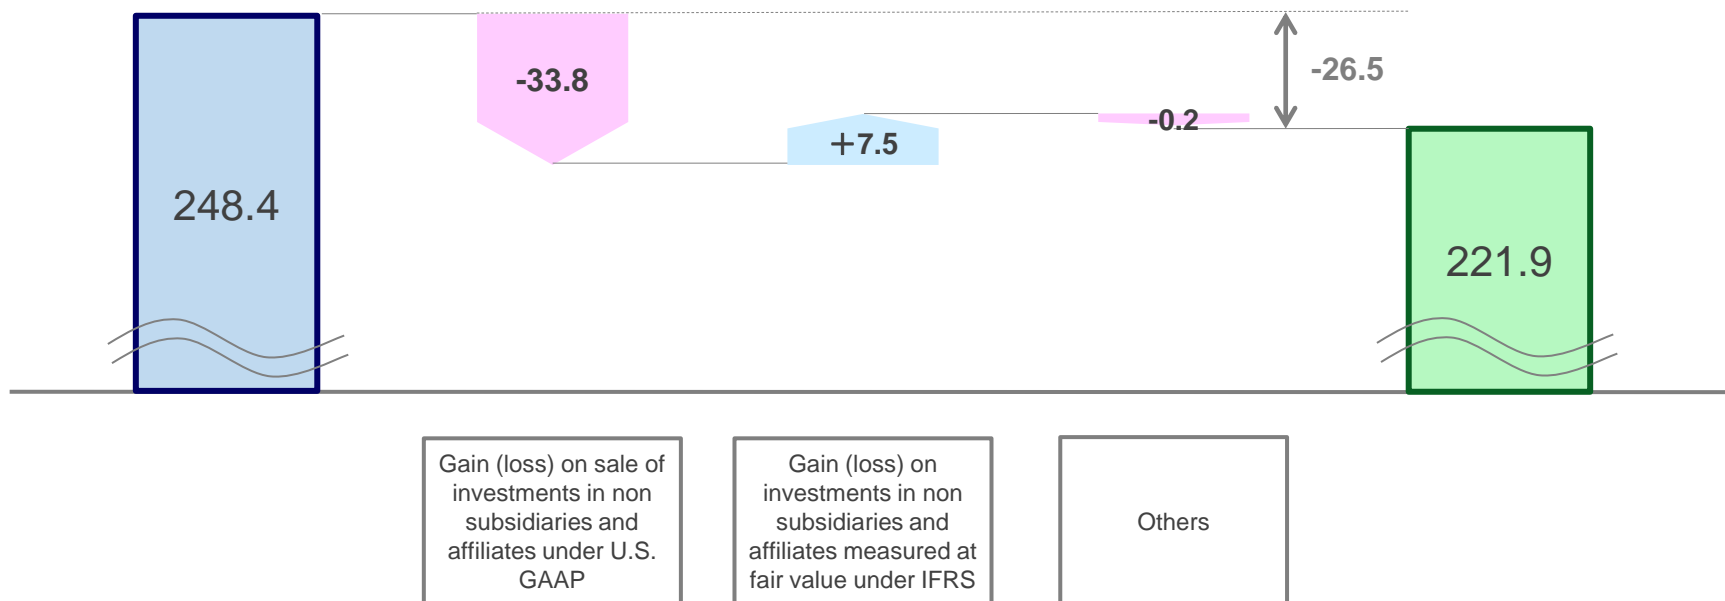 -33.8
-26.5
-0.2
+7.5
248.4
221.9
Gain (loss) on sale of
investments in non
subsidiaries and
affiliates under U.S.
GAAP
Gain (loss) on
investments in non
subsidiaries and
affiliates measured at
fair value under IFRS
Others